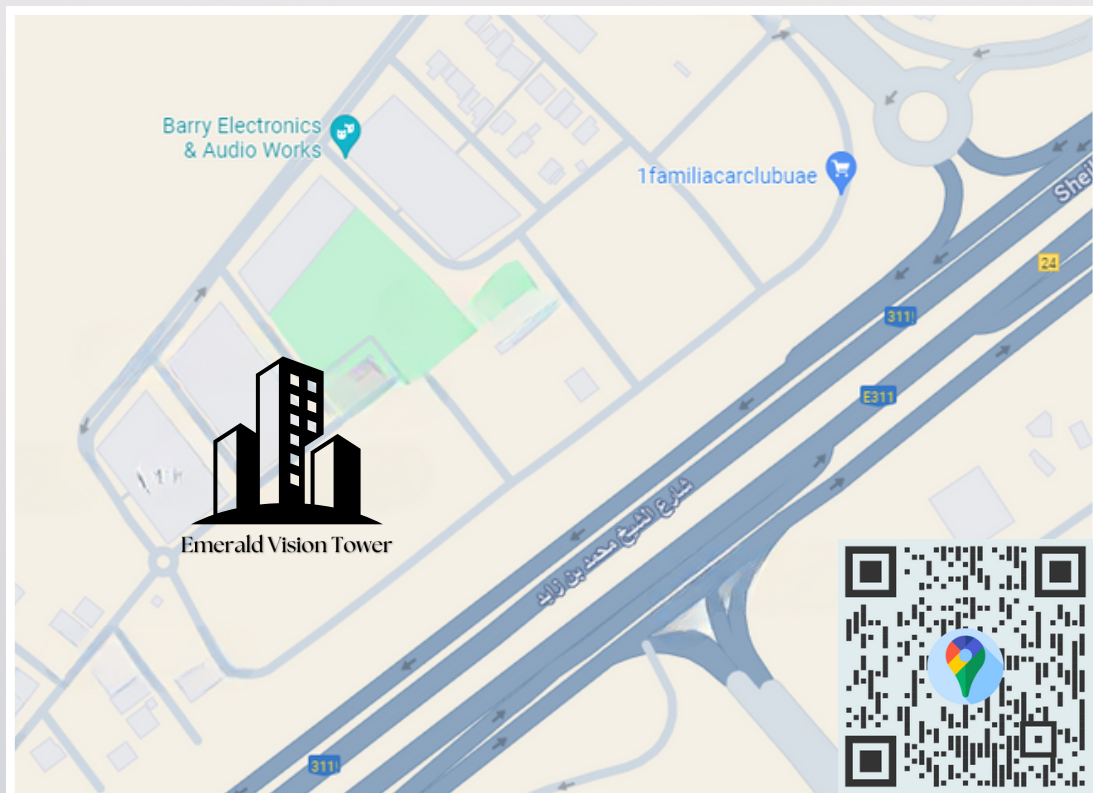 Barry Electronics
& Audio Works
1familiacarclubuae
24
311
E311
شارع الشيخ محمد بن زايد
Emerald Vision Tower
311